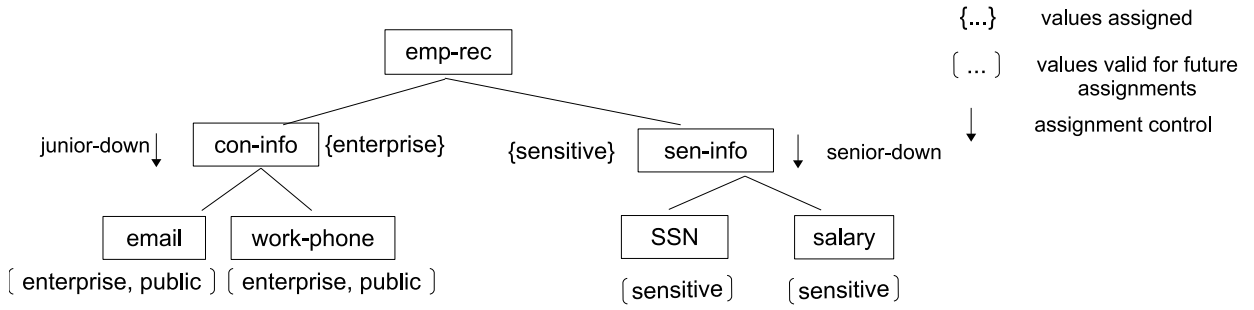 {...} values assigned
emp-rec
[ ... ] values valid for future
assignments
junior-down
con-info
{enterprise}
{sensitive}
sen-info
senior-down
assignment control
email
work-phone
SSN
salary
[ enterprise, public ]
[ enterprise, public ]
[sensitive]
[sensitive]